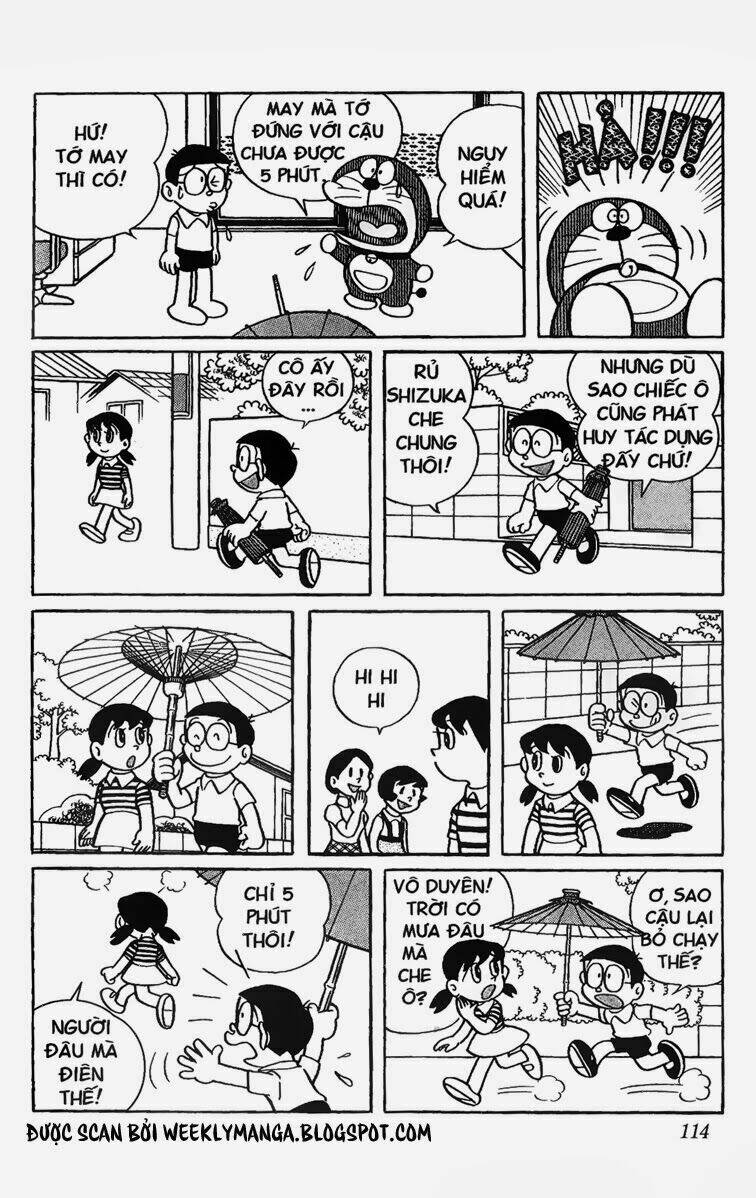 HẢ!!!
NGUY
HIỂM
QUÁ!
MAY MÀ TỚ
ĐỨNG VỚI CẬU
CHƯA ĐƯỢC
5 PHÚT.
HỨ!
TỚ MAY
THÌ CÓ!
NHƯNG DÙ
SAO CHIẾC Ô
CŨNG PHÁT
HUY TÁC DỤNG
ĐẤY CHỨ!
RỦ
SHIZUKA
CHE
CHUNG
THÔI!
CÔ ẤY
ĐÂY RỒI
...
HI HI
HI
Ơ, SAO
CẬU LẠI
BỎ CHẠY
THẾ?
VÔ DUYÊN!
TRỜI CÓ
MƯA ĐÂU
MÀ
CHE
Ô?
CHỈ 5
PHÚT
THÔI!
NGƯỜI
ĐÂU MÀ
ĐIÊN
THẾ!
ĐƯỢC SCAN BỞI WEEKLYMANGA.BLOGSPOT.COM
114